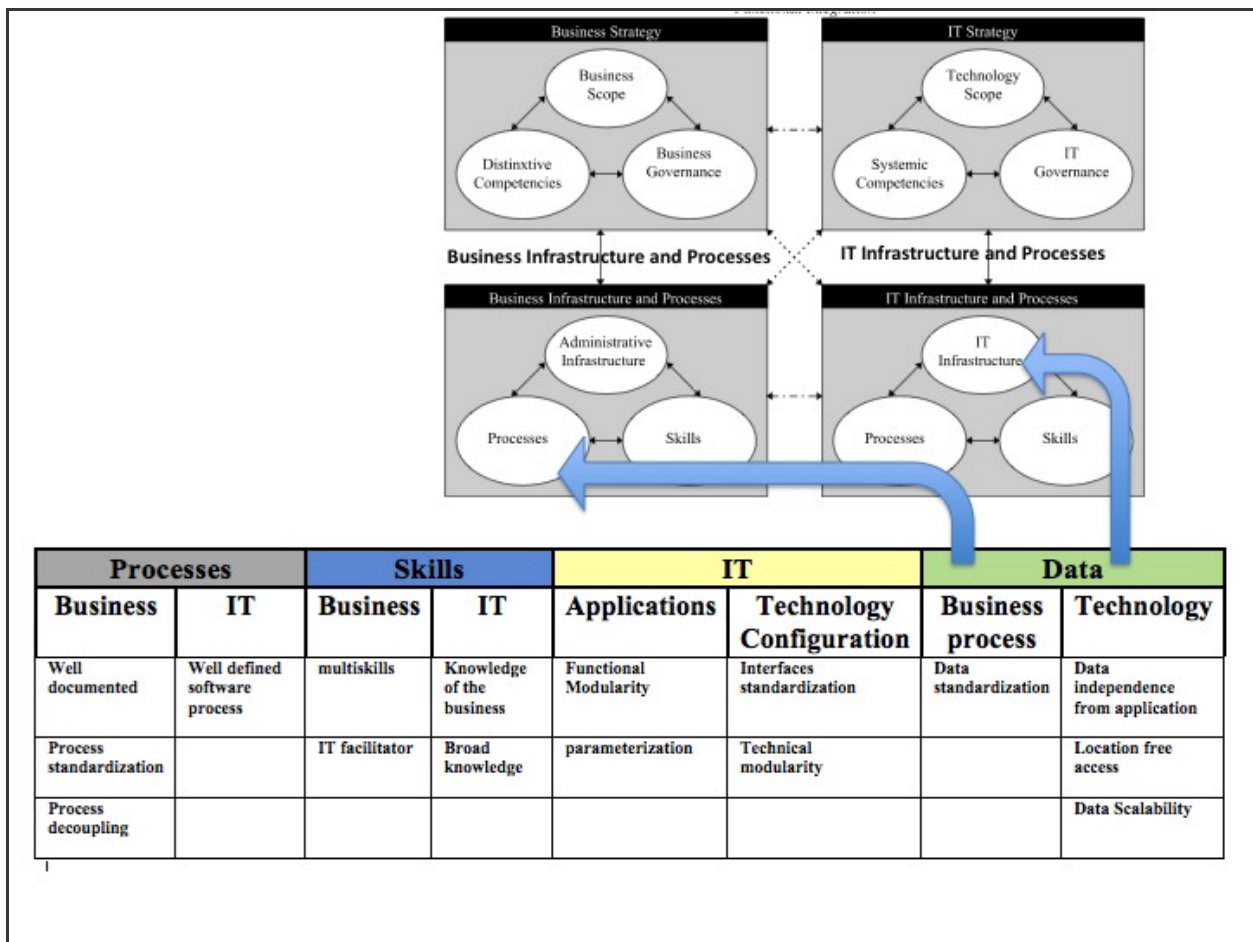 Functional Integration
Business Strategy
IT Strategy
Business
Scope
Technology
Scope
Distinxtive
Competencies
Business
Governance
Systemic
Competencies
IT
Governance
Business Infrastructure and Processes
IT Infrastructure and Processes
Business Infrastructure and Processes
IT Infrastructure and Processes
Administrative
Infrastructure
IT
Infrastructure
Processes
Skills
Processes
Skills
Processes
Skills
IT
Data
Business
IT
Business
IT
Applications
Technology
Configuration
Business
process
Technology
Well
documented
Well defined
software
process
multiskills
Knowledge
of the
business
Functional
Modularity
Interfaces
standardization
Data
standardization
Data
independence
from application
Process
standardization
IT facilitator
Broad
knowledge
parameterization
Technical
modularity
Location free
access
Process
decoupling
Data Scalability